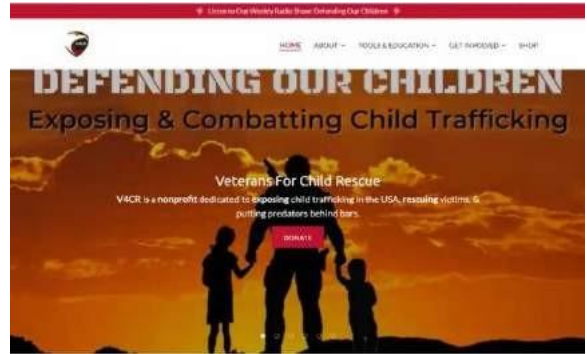 Listen to Our Weekly Radio Show: Defending Our Children
V4CR
HOME ABOUT TOOLS & EDUCATION GET INVOLVED SHOP
DEFENDING OUR CHILDREN
Exposing & Combatting Child Trafficking
Veterans For Child Rescue
V4CR is a nonprofit dedicated to exposing child trafficking in the USA, rescuing victims, &
putting predators behind bars.
DONATE